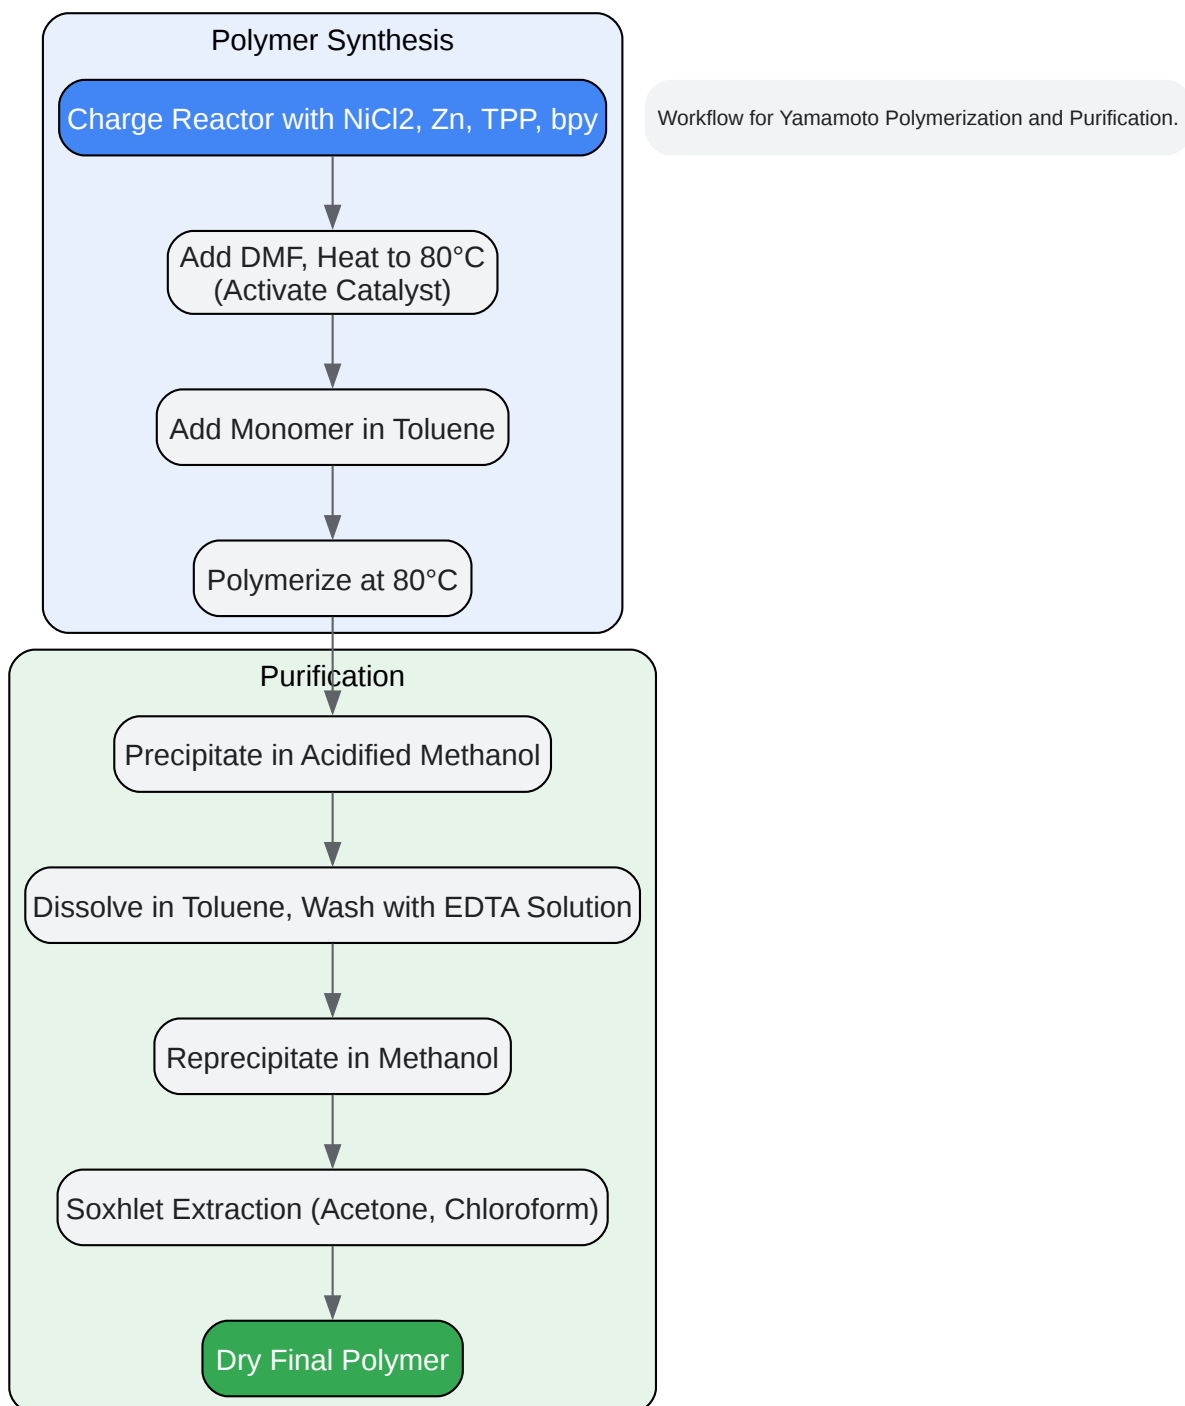 Polymer Synthesis
Charge Reactor with NiCl2, Zn, TPP, bpy
Workflow for Yamamoto Polymerization and Purification.
Add DMF, Heat to 80°C
(Activate Catalyst)
Add Monomer in Toluene
Polymerize at 80°C
Purification
Precipitate in Acidified Methanol
Dissolve in Toluene, Wash with EDTA Solution
Reprecipitate in Methanol
Soxhlet Extraction (Acetone, Chloroform)
Dry Final Polymer